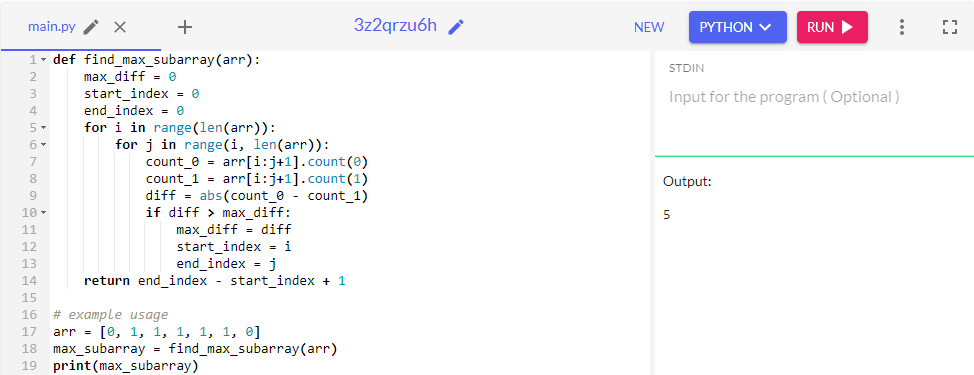 main.py
3z2qrzu6h
NEW
PYTHON
RUN
1 def find_max_subarray(arr):
2     max_diff = 0
3     start_index = 0
4     end_index = 0
5     for i in range(len(arr)):
6         for j in range(i, len(arr)):
7             count_0 = arr[i:j+1].count(0)
8             count_1 = arr[i:j+1].count(1)
9             diff = abs(count_0 - count_1)
10             if diff > max_diff:
11                 max_diff = diff
12                 start_index = i
13                 end_index = j
14     return end_index - start_index + 1
15
16 # example usage
17 arr = [0, 1, 1, 1, 1, 1, 0]
18 max_subarray = find_max_subarray(arr)
19 print(max_subarray)
STDIN
Input for the program ( Optional )
Output:
5